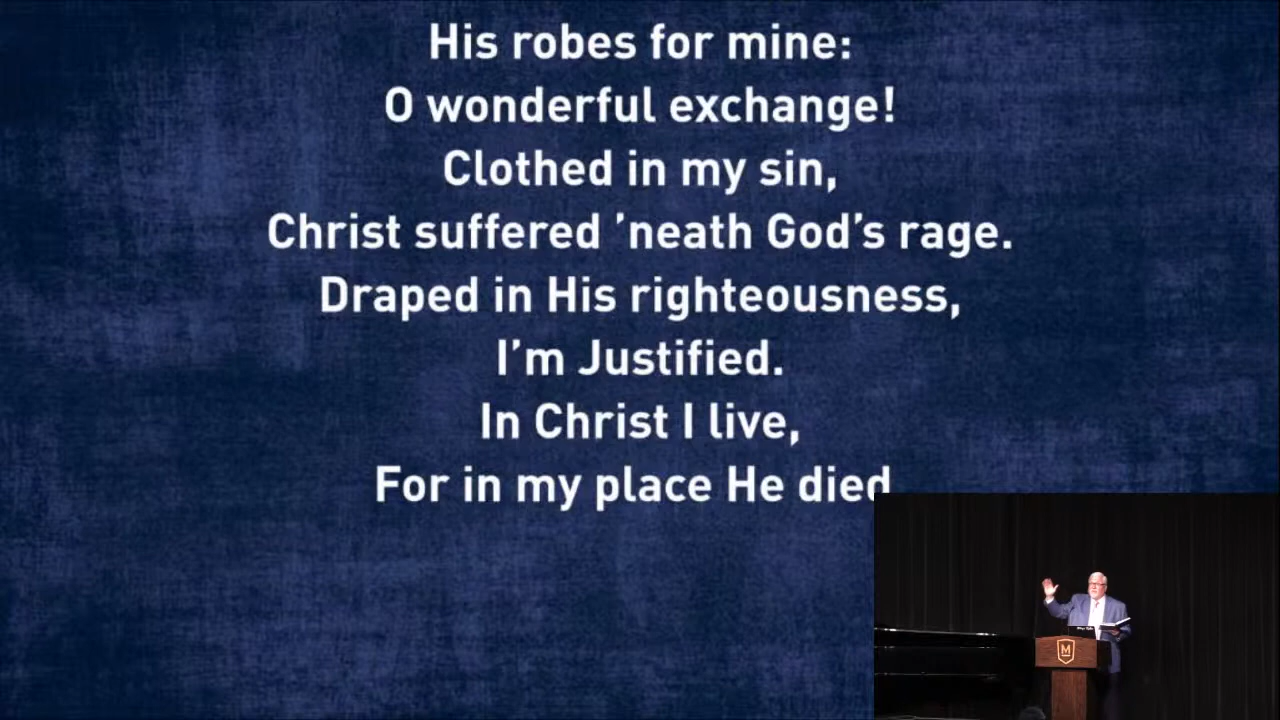 His robes for mine:
O wonderful exchange!
Clothed in my sin,
Christ suffered ’neath God’s rage.
Draped in His righteousness,
I’m Justified.
In Christ I live,
For in my place He died
M